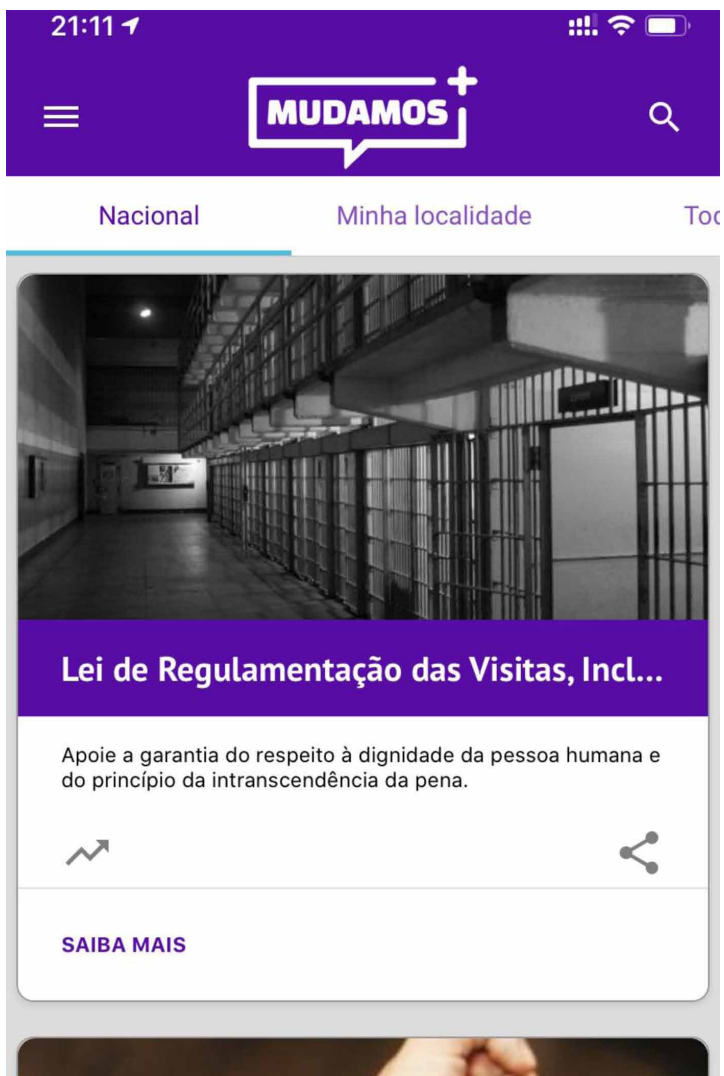 21:11
MUDAMOS
Nacional
Minha localidade
Lei de Regulamentação das Visitas, Incl...
Apoie a garantia do respeito à dignidade da pessoa humana e
do princípio da intranscendência da pena.
SAIBA MAIS